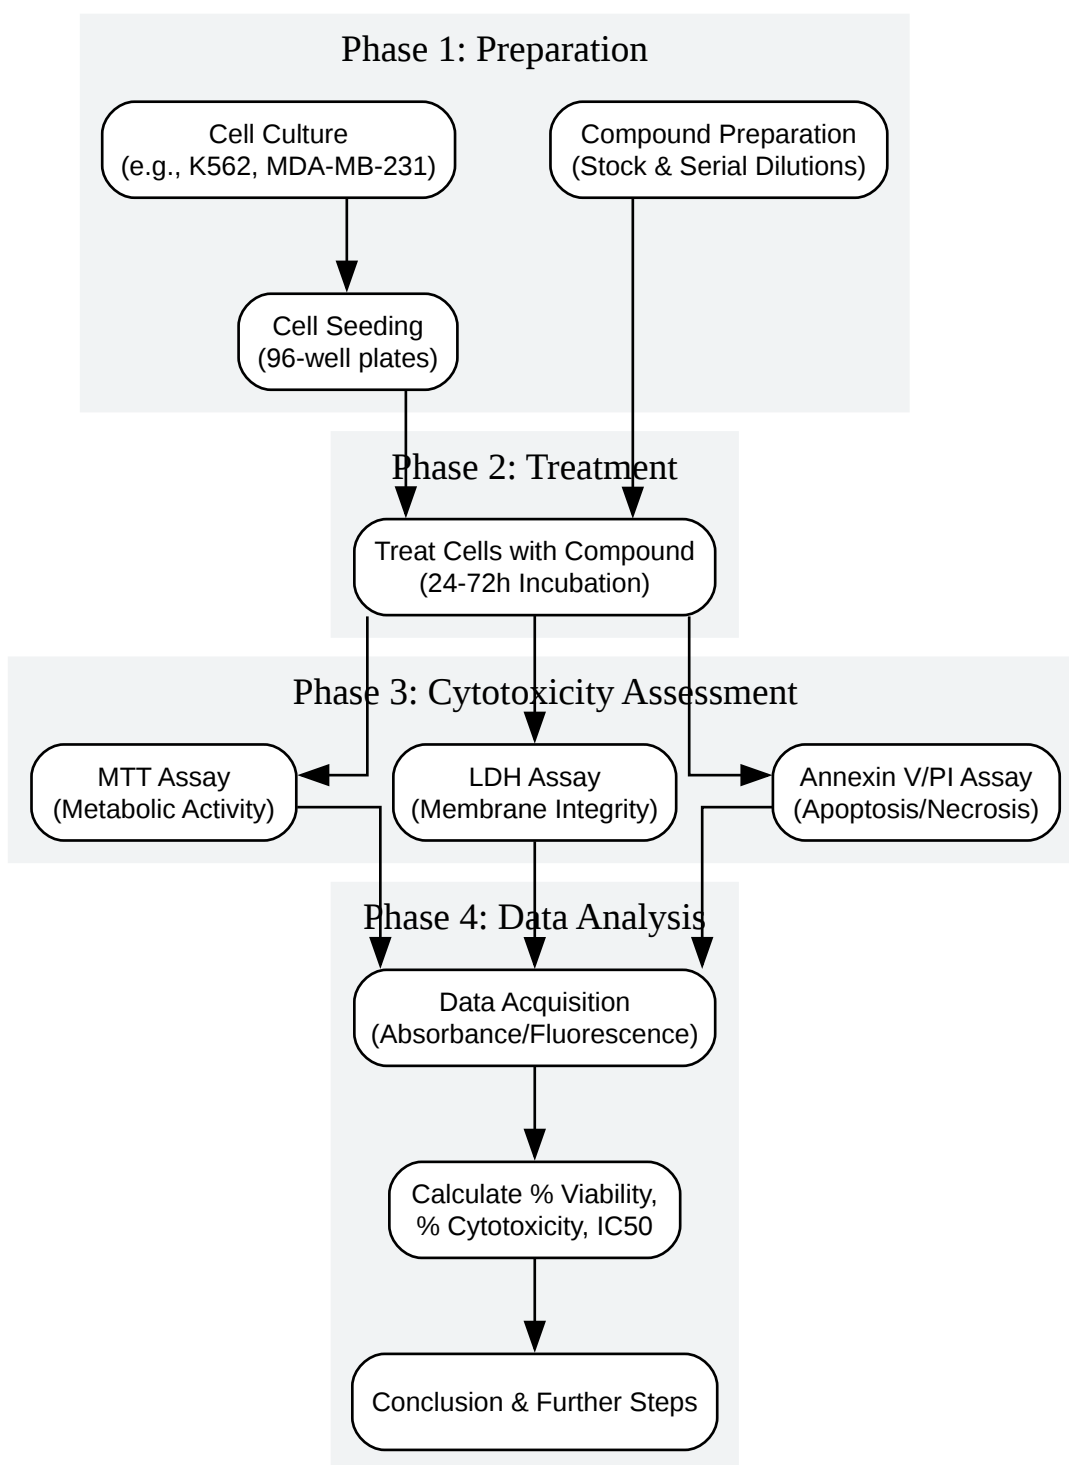 Phase 1: Preparation
Cell Culture
(e.g., K562, MDA-MB-231)
Compound Preparation
(Stock & Serial Dilutions)
Cell Seeding
(96-well plates)
Phase 2: Treatment
Treat Cells with Compound
(24-72h Incubation)
Phase 3: Cytotoxicity Assessment
MTT Assay
(Metabolic Activity)
LDH Assay
(Membrane Integrity)
Annexin V/PI Assay
(Apoptosis/Necrosis)
Phase 4: Data Analysis
Data Acquisition
(Absorbance/Fluorescence)
Calculate % Viability,
% Cytotoxicity, IC50
Conclusion & Further Steps